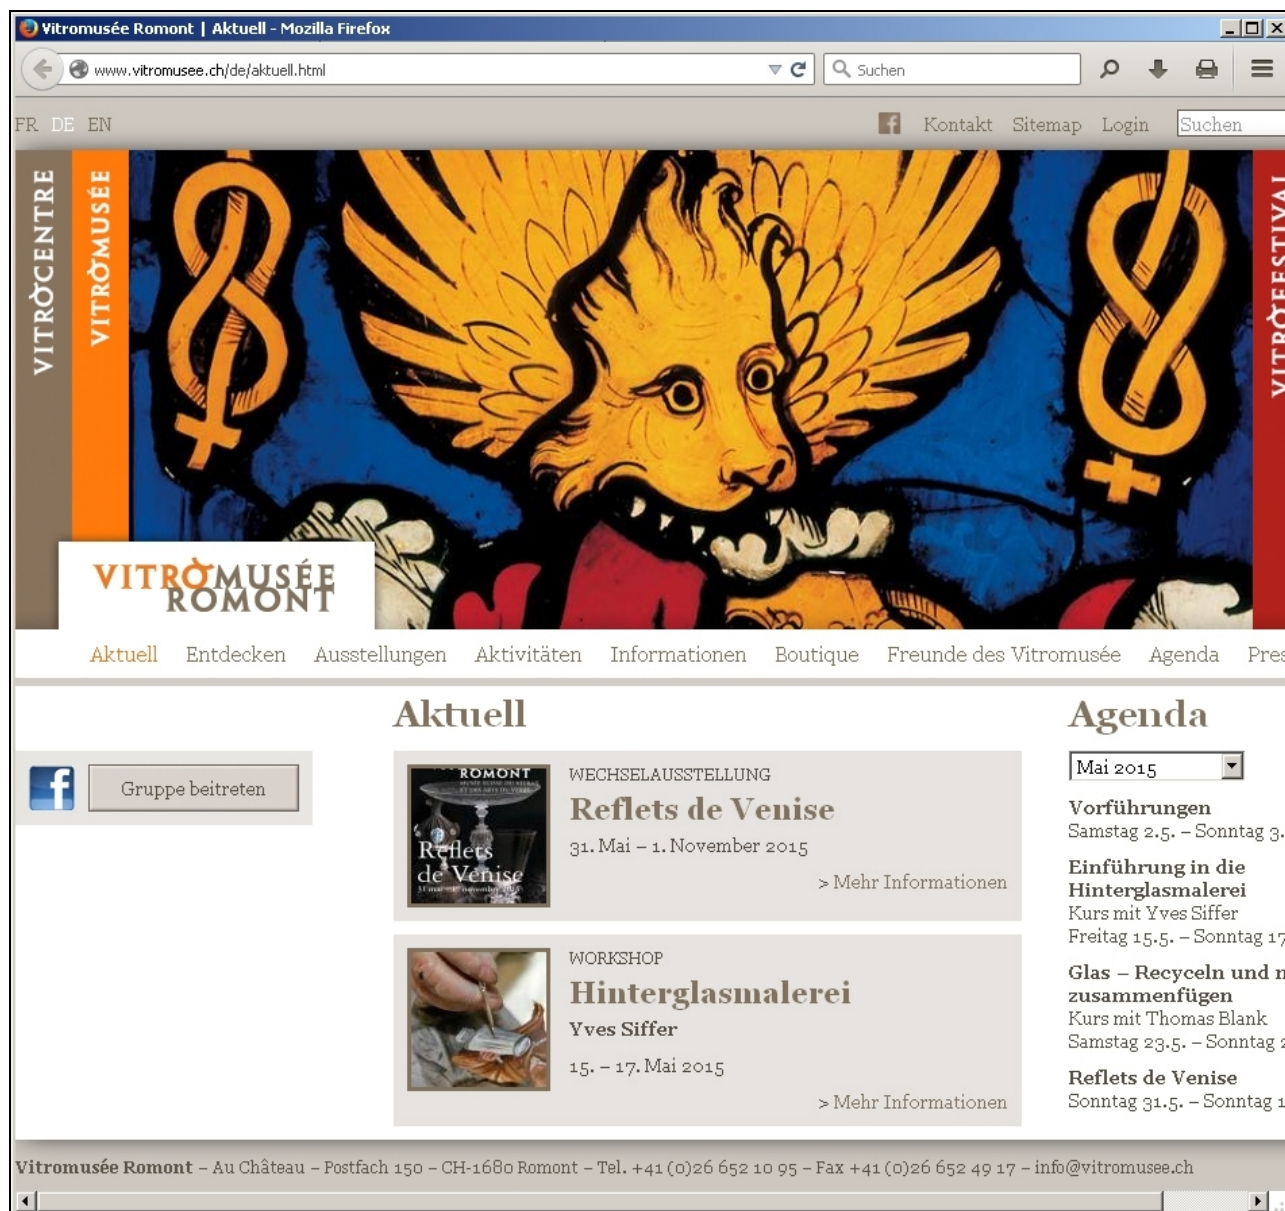 Vitromusée Romont | Aktuell - Mozilla Firefox
www.vitromusee.ch/de/aktuell.html
Suchen
FR DE EN
Kontakt Sitemap Login Suchen
VITROCENTRE
VITROMUSÉE
VITROFESTIVAL
VITROMUSÉE
ROMONT
Aktuell Entdecken Ausstellungen Aktivitäten Informationen Boutique Freunde des Vitromusée Agenda Pres
Gruppe beitreten
Aktuell
ROMONT
Reflets
de Venise
WECHSELAUSSTELLUNG
Reflets de Venise
31. Mai – 1. November 2015
> Mehr Informationen
WORKSHOP
Hinterglasmalerei
Yves Siffer
15. – 17. Mai 2015
> Mehr Informationen
Agenda
Mai 2015
Vorführungen
Samstag 2.5. – Sonntag 3.
Einführung in die
Hinterglasmalerei
Kurs mit Yves Siffer
Freitag 15.5. – Sonntag 17
Glas – Recyceln und n
zusammenfügen
Kurs mit Thomas Blank
Samstag 23.5. – Sonntag 2
Reflets de Venise
Sonntag 31.5. – Sonntag 1
Vitromusée Romont – Au Château – Postfach 150 – CH-1680 Romont – Tel. +41 (0)26 652 10 95 – Fax +41 (0)26 652 49 17 – info@vitromusee.ch